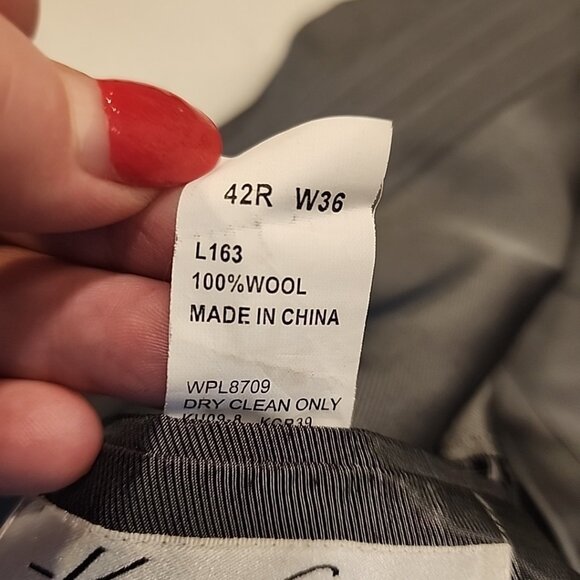 42R W36
L163
100%WOOL
MADE IN CHINA
WPL8709
DRY CLEAN ONLY